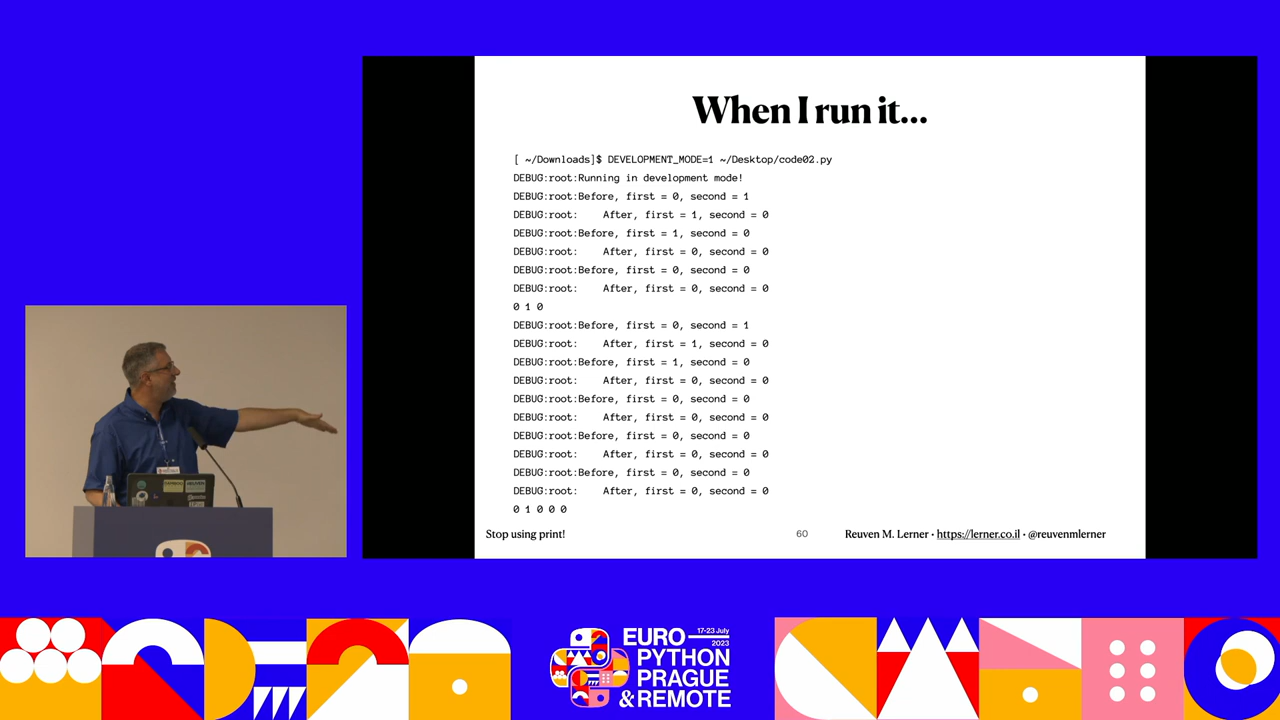 When I run it...
[ ~/Downloads]$ DEVELOPMENT_MODE=1 ~/Desktop/code02.py
DEBUG:root:Running in development mode!
DEBUG:root:Before, first = 0, second = 1
DEBUG:root:    After, first = 1, second = 0
DEBUG:root:Before, first = 1, second = 0
DEBUG:root:    After, first = 0, second = 0
DEBUG:root:Before, first = 0, second = 0
DEBUG:root:    After, first = 0, second = 0
0 1 0
DEBUG:root:Before, first = 0, second = 1
DEBUG:root:    After, first = 1, second = 0
DEBUG:root:Before, first = 1, second = 0
DEBUG:root:    After, first = 0, second = 0
DEBUG:root:Before, first = 0, second = 0
DEBUG:root:    After, first = 0, second = 0
DEBUG:root:Before, first = 0, second = 0
DEBUG:root:    After, first = 0, second = 0
DEBUG:root:Before, first = 0, second = 0
DEBUG:root:    After, first = 0, second = 0
0 1 0 0 0
Stop using print! 60 Reuven M. Lerner • https://lerner.co.il • @reuvenmlerner
EURO 17-23 July 2023
PYTHON
PRAGUE
& REMOTE